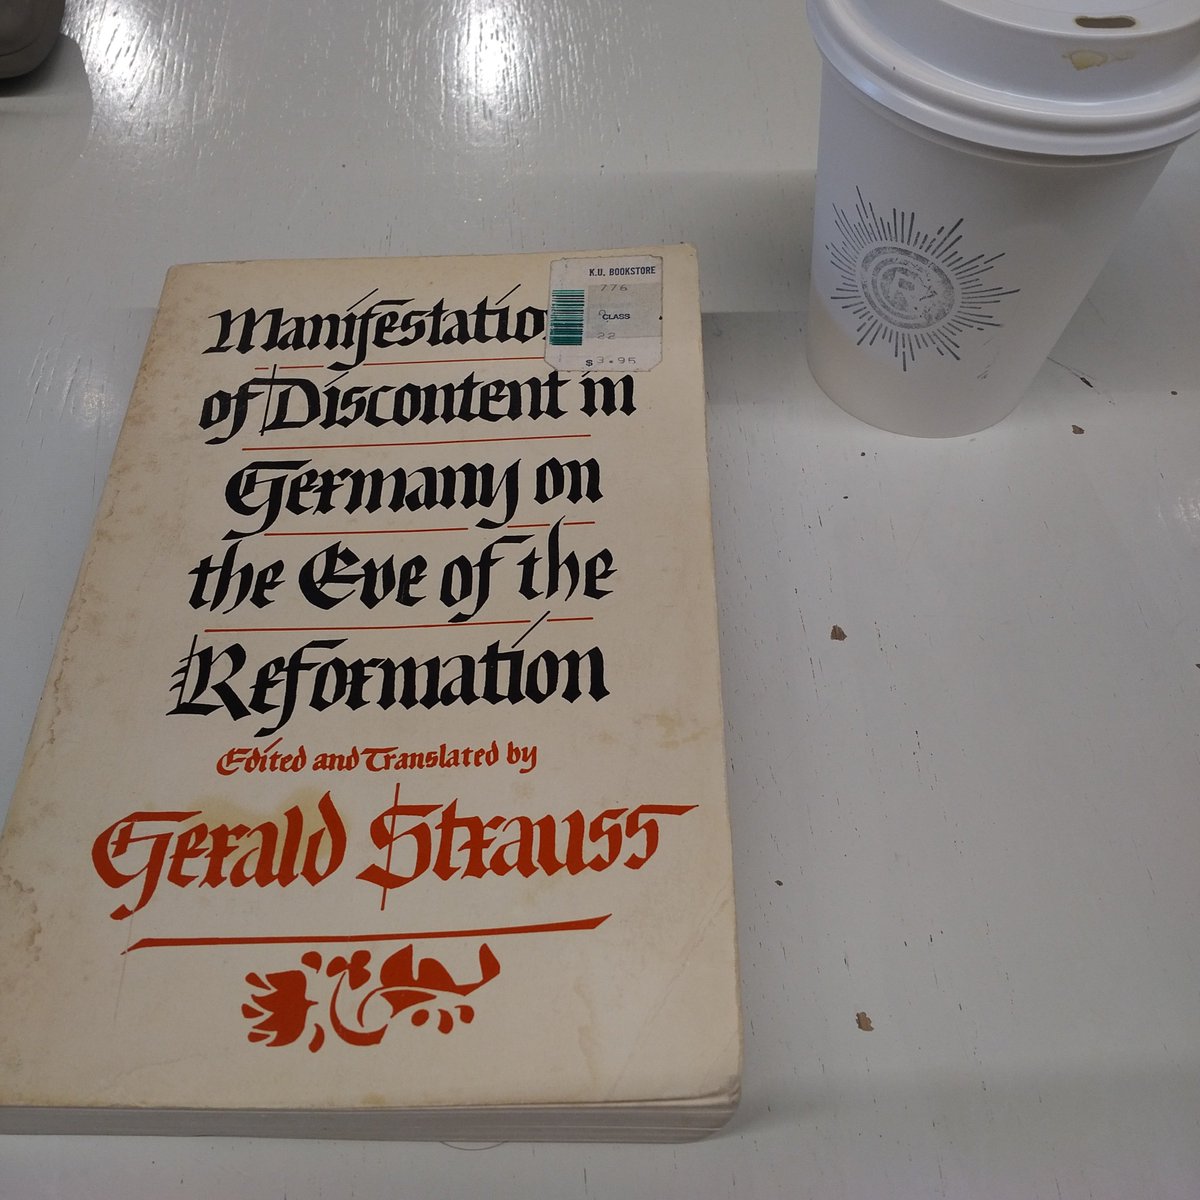 Manifestatio
of Discontent in
Germany on
the Eve of the
Reformation
Edited and Translated by
Gerald Strauss
K.U. BOOKSTORE
776
CLASS
22
$3.95